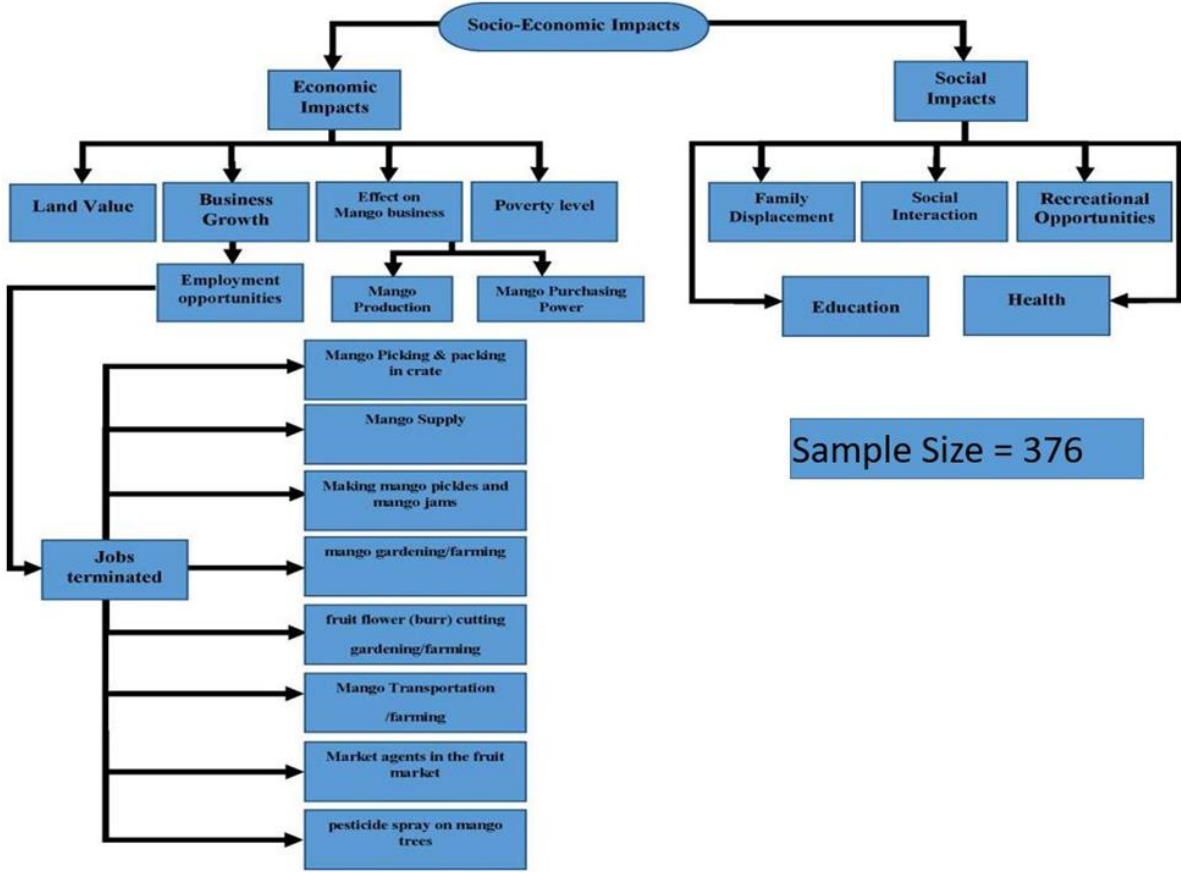 Socio-Economic Impacts
Economic
Impacts
Social
Impacts
Land Value
Business
Growth
Effect on
Mango business
Poverty level
Family
Displacement
Social
Interaction
Recreational
Opportunities
Employment
opportunities
Mango
Production
Mango Purchasing
Power
Education
Health
Mango Picking & packing
in crate
Mango Supply
Making mango pickles and
mango jams
Jobs
terminated
mango gardening/farming
fruit flower (burr) cutting
gardening/farming
Mango Transportation
/farming
Market agents in the fruit
market
pesticide spray on mango
trees
Sample Size = 376